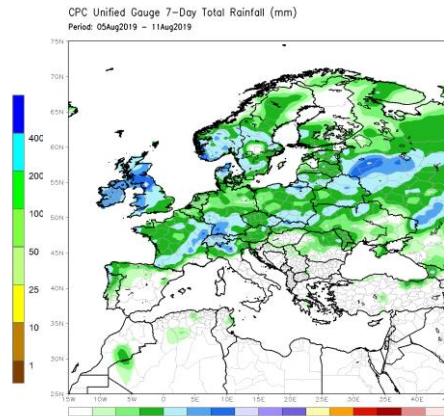 CPC Unified Gauge 7-Day Total Rainfall (mm)
Period: 05Aug2019 – 11Aug2019
75N
70N
65N
60N
55N
50N
45N
40N
35N
30N
25N
400
200
100
50
25
10
1
10W
5W
0
5E
10E
15E
20E
25E
30E
35E
40E